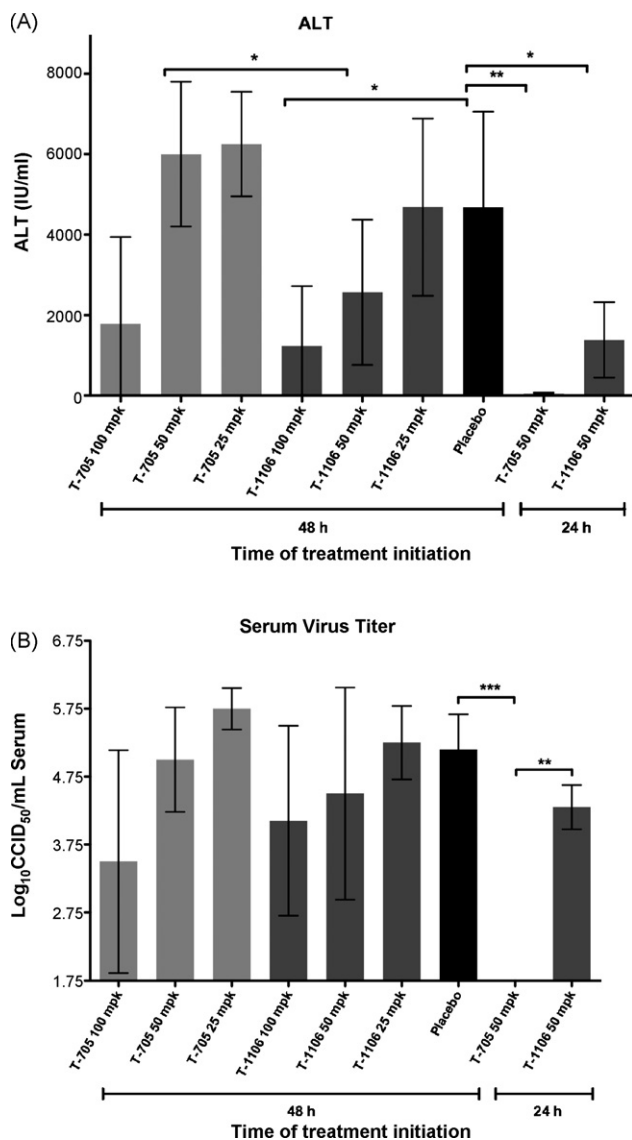 (A)
ALT
ALT (IU/ml)
8000
6000
4000
2000
0
*
*
**
*
T-705 100 mpk
T-705 50 mpk
T-705 25 mpk
T-1106 100 mpk
T-1106 50 mpk
T-1106 25 mpk
Placebo
T-705 50 mpk
T-1106 50 mpk
48 h
24 h
Time of treatment initiation
(B)
Serum Virus Titer
Log₁₀CCID₅₀/mL Serum
6.75
5.75
4.75
3.75
2.75
1.75
***
**
T-705 100 mpk
T-705 50 mpk
T-705 25 mpk
T-1106 100 mpk
T-1106 50 mpk
T-1106 25 mpk
Placebo
T-705 50 mpk
T-1106 50 mpk
48 h
24 h
Time of treatment initiation